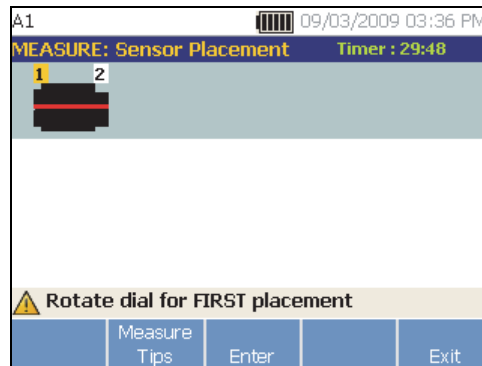 A1 09/03/2009 03:36 PM
MEASURE: Sensor Placement Timer : 29:48
1 2
Rotate dial for FIRST placement
Measure
Tips Enter Exit